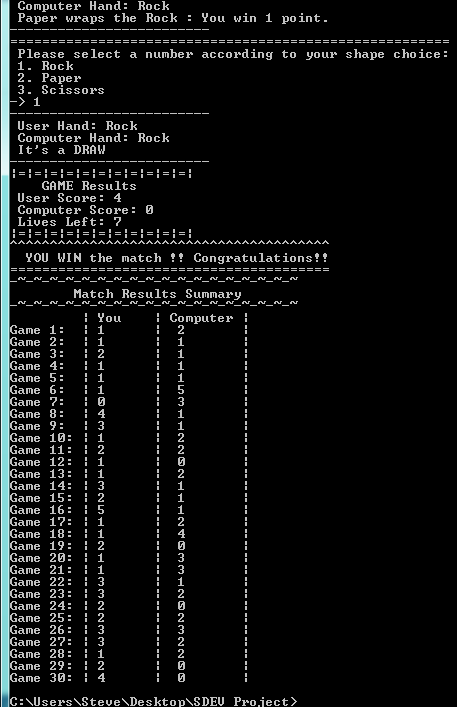 Computer Hand: Rock
Paper wraps the Rock : You win 1 point.
-------------------------
=======================================================
Please select a number according to your shape choice:
1. Rock
2. Paper
3. Scissors
-> 1
-------------------------
User Hand: Rock
Computer Hand: Rock
It's a DRAW
-------------------------
|=|=|=|=|=|=|=|=|=|=|=|
GAME Results
User Score: 4
Computer Score: 0
Lives Left: 7
|=|=|=|=|=|=|=|=|=|=|=|
^^^^^^^^^^^^^^^^^^^^^^^^^^^^^^^^^^^^^^^^
YOU WIN the match !! Congratulations!!
========================================
_~_~_~_~_~_~_~_~_~_~_~_~_~_~_~_~_~_~
Match Results Summary
_~_~_~_~_~_~_~_~_~_~_~_~_~_~_~_~_~_~
| You | Computer |
Game 1: | 1 | 2 |
Game 2: | 1 | 1 |
Game 3: | 2 | 1 |
Game 4: | 1 | 1 |
Game 5: | 1 | 1 |
Game 6: | 1 | 5 |
Game 7: | 0 | 3 |
Game 8: | 4 | 1 |
Game 9: | 3 | 1 |
Game 10: | 1 | 2 |
Game 11: | 2 | 2 |
Game 12: | 1 | 0 |
Game 13: | 1 | 2 |
Game 14: | 3 | 1 |
Game 15: | 2 | 1 |
Game 16: | 5 | 1 |
Game 17: | 1 | 2 |
Game 18: | 1 | 4 |
Game 19: | 2 | 0 |
Game 20: | 1 | 3 |
Game 21: | 1 | 3 |
Game 22: | 3 | 1 |
Game 23: | 3 | 2 |
Game 24: | 2 | 0 |
Game 25: | 2 | 2 |
Game 26: | 3 | 3 |
Game 27: | 3 | 2 |
Game 28: | 1 | 2 |
Game 29: | 2 | 0 |
Game 30: | 4 | 0 |
C:\Users\Steve\Desktop\SDEV Project>